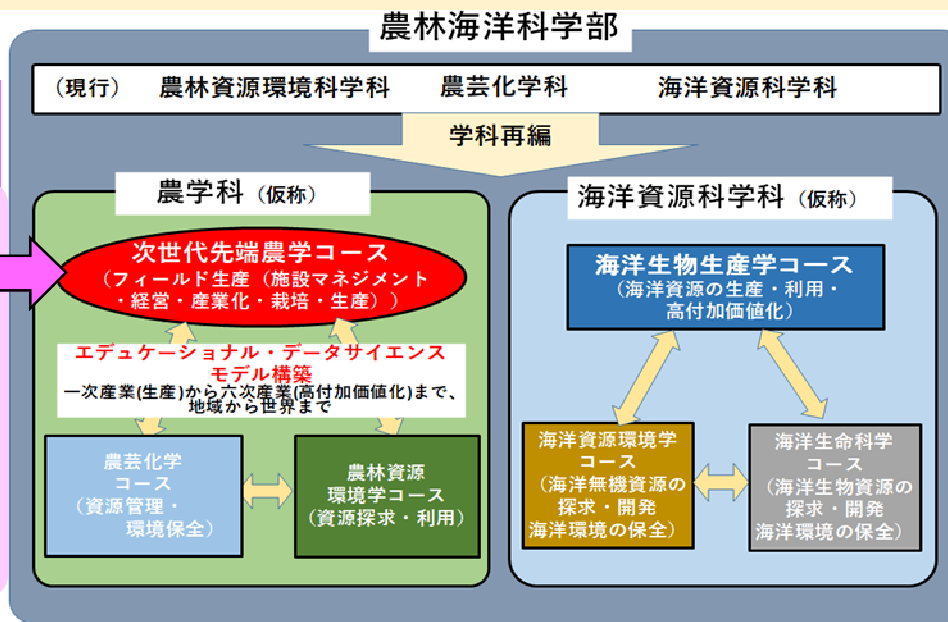 農林海洋科学部
（現行） 農林資源環境科学科 農芸化学科 海洋資源科学科
学科再編
農学科（仮称）
次世代先端農学コース
（フィールド生産（施設マネジメント
・経営・産業化・栽培・生産））
エデュケーショナル・データサイエンス
モデル構築
一次産業(生産)から六次産業(高付加価値化)まで、
地域から世界まで
農芸化学
コース
（資源管理・
環境保全）
農林資源
環境学コース
（資源探求・利用）
海洋資源科学科（仮称）
海洋生物生産学コース
（海洋資源の生産・利用・
高付加価値化）
海洋資源環境学
コース
（海洋無機資源の
探求・開発
海洋環境の保全）
海洋生命科学
コース
（海洋生物資源の
探求・開発
海洋環境の保全）